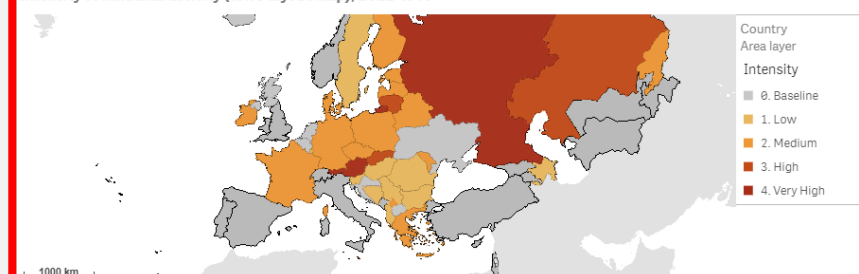 Country
Area layer
Intensity
0. Baseline
1. Low
2. Medium
3. High
4. Very High
1000 km